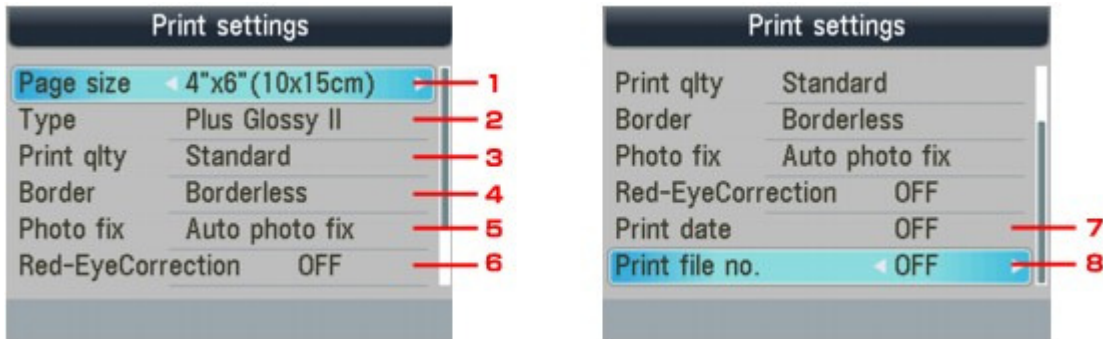 Print settings
Page size 4"x6"(10x15cm) 1
Type Plus Glossy II 2
Print qlty Standard 3
Border Borderless 4
Photo fix Auto photo fix 5
Red-EyeCorrection OFF 6
Print settings
Print qlty Standard
Border Borderless
Photo fix Auto photo fix
Red-EyeCorrection OFF
Print date OFF 7
Print file no. OFF 8